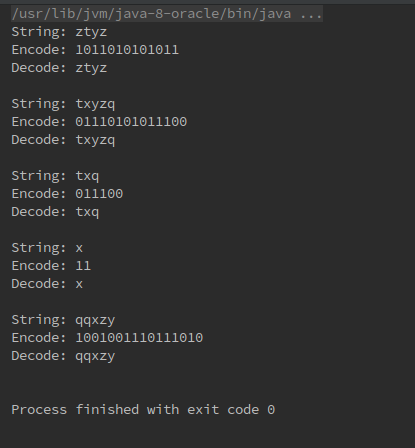 /usr/lib/jvm/java-8-oracle/bin/java ...
String: ztyz
Encode: 1011010101011
Decode: ztyz
String: txyzq
Encode: 01110101011100
Decode: txyzq
String: txq
Encode: 011100
Decode: txq
String: x
Encode: 11
Decode: x
String: qqxzy
Encode: 1001001110111010
Decode: qqxzy
Process finished with exit code 0